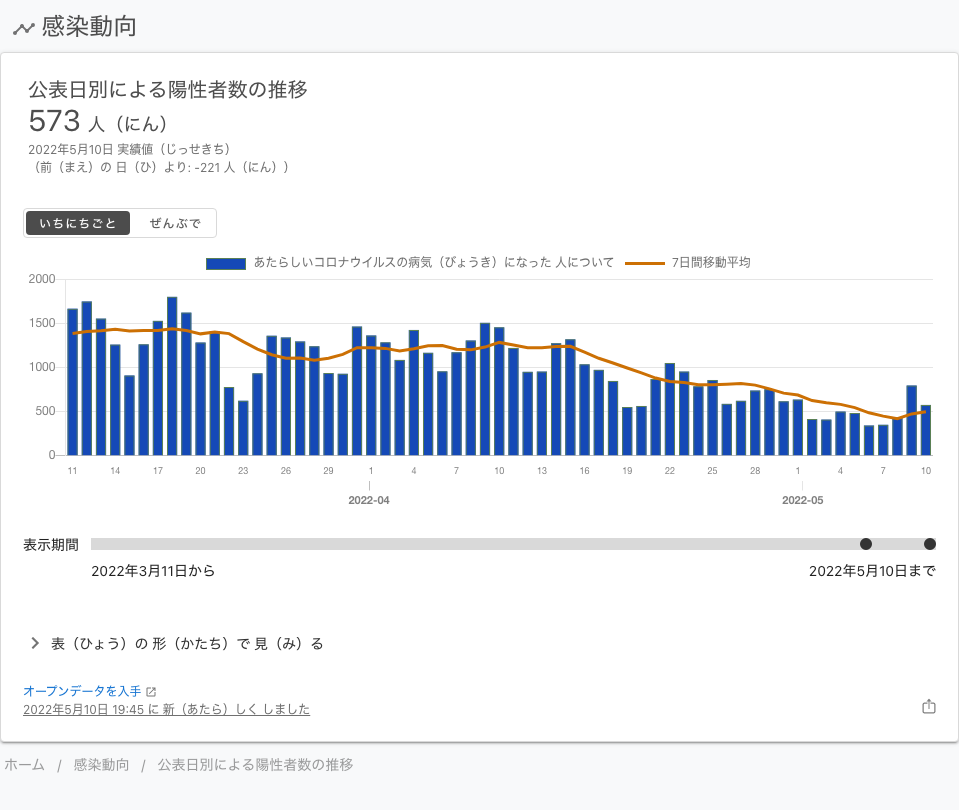 感染動向
公表日別による陽性者数の推移
573 人（にん）
2022年5月10日 実績値（じっせきち）
（前（まえ）の 日（ひ）より: -221 人（にん））
いちにちごと ぜんぶで
あたらしいコロナウイルスの病気（びょうき）になった 人について 7日間移動平均
2000
1500
1000
500
0
11 14 17 20 23 26 29 1 4 7 10 13 16 19 22 25 28 1 4 7 10
2022-04 2022-05
表示期間
2022年3月11日から 2022年5月10日まで
表（ひょう）の 形（かたち）で 見（み）る
オープンデータを入手
2022年5月10日 19:45 に 新（あたら）しく しました
ホーム / 感染動向 / 公表日別による陽性者数の推移